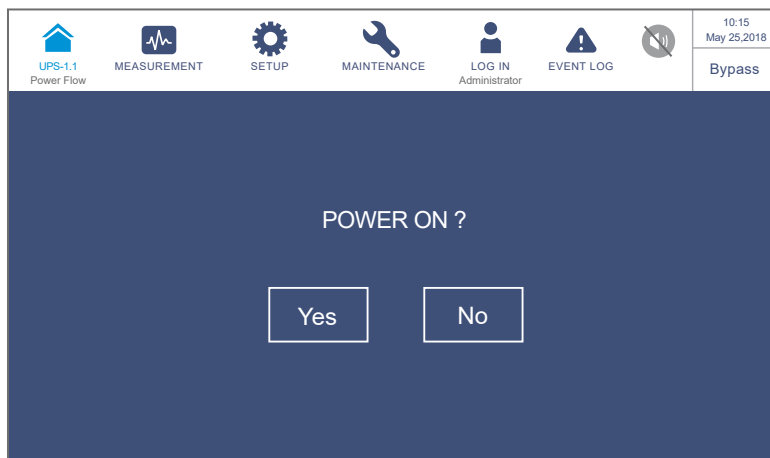 UPS-1.1
Power Flow
MEASUREMENT
SETUP
MAINTENANCE
LOG IN
Administrator
EVENT LOG
10:15
May 25,2018
Bypass
POWER ON ?
Yes
No